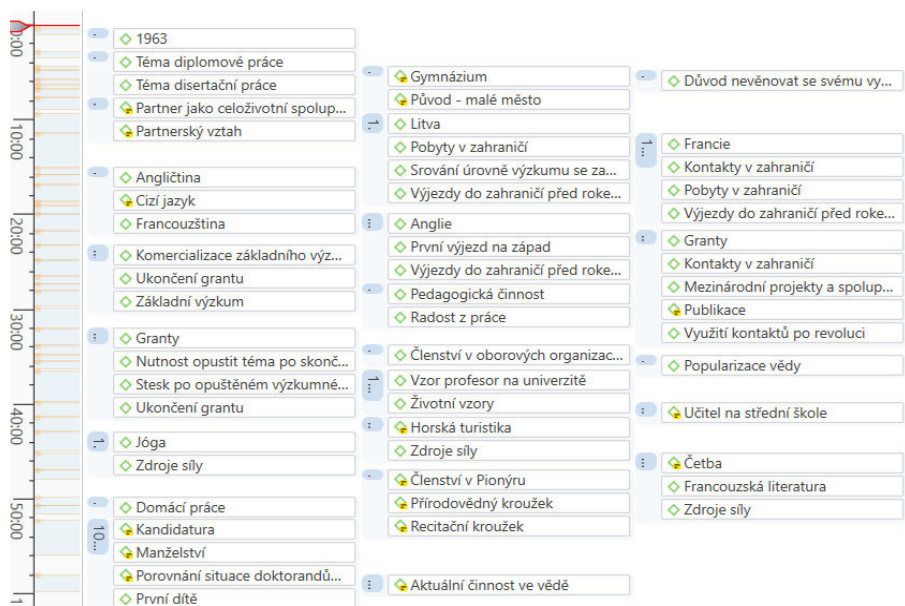 0:00
10:00
20:00
30:00
40:00
50:00
1963
Téma diplomové práce
Téma disertační práce
Partner jako celoživotní spolup...
Partnerský vztah
Angličtina
Cizí jazyk
Francouzština
Komercializace základního výz...
Ukončení grantu
Základní výzkum
Granty
Nutnost opustit téma po skonč...
Stesk po opuštěném výzkumné...
Ukončení grantu
1.
Jóga
Zdroje síly
Domácí práce
10...
Kandidatura
Manželství
Porovnání situace doktorandů...
První dítě
Gymnázium
Původ - malé město
1.
Litva
Pobyty v zahraničí
Srování úrovně výzkumu se za...
Výjezdy do zahraničí před roke...
Anglie
První výjezd na západ
Výjezdy do zahraničí před roke...
Pedagogická činnost
Radost z práce
Členství v oborových organizac...
1...
Vzor profesor na univerzitě
Životní vzory
Horská turistika
Zdroje síly
Členství v Pionýru
Přírodovědný kroužek
Recitační kroužek
Aktuální činnost ve vědě
Důvod nevěnovat se svému vy...
1...
Francie
Kontakty v zahraničí
Pobyty v zahraničí
Výjezdy do zahraničí před roke...
Granty
Kontakty v zahraničí
Mezinárodní projekty a spolup...
Publikace
Využití kontaktů po revoluci
Popularizace vědy
Učitel na střední škole
Četba
Francouzská literatura
Zdroje síly